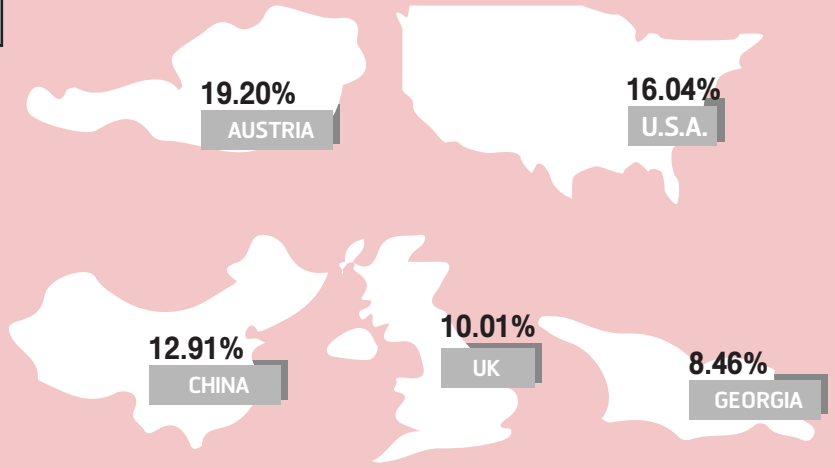 19.20%
AUSTRIA
16.04%
U.S.A.
12.91%
CHINA
10.01%
UK
8.46%
GEORGIA